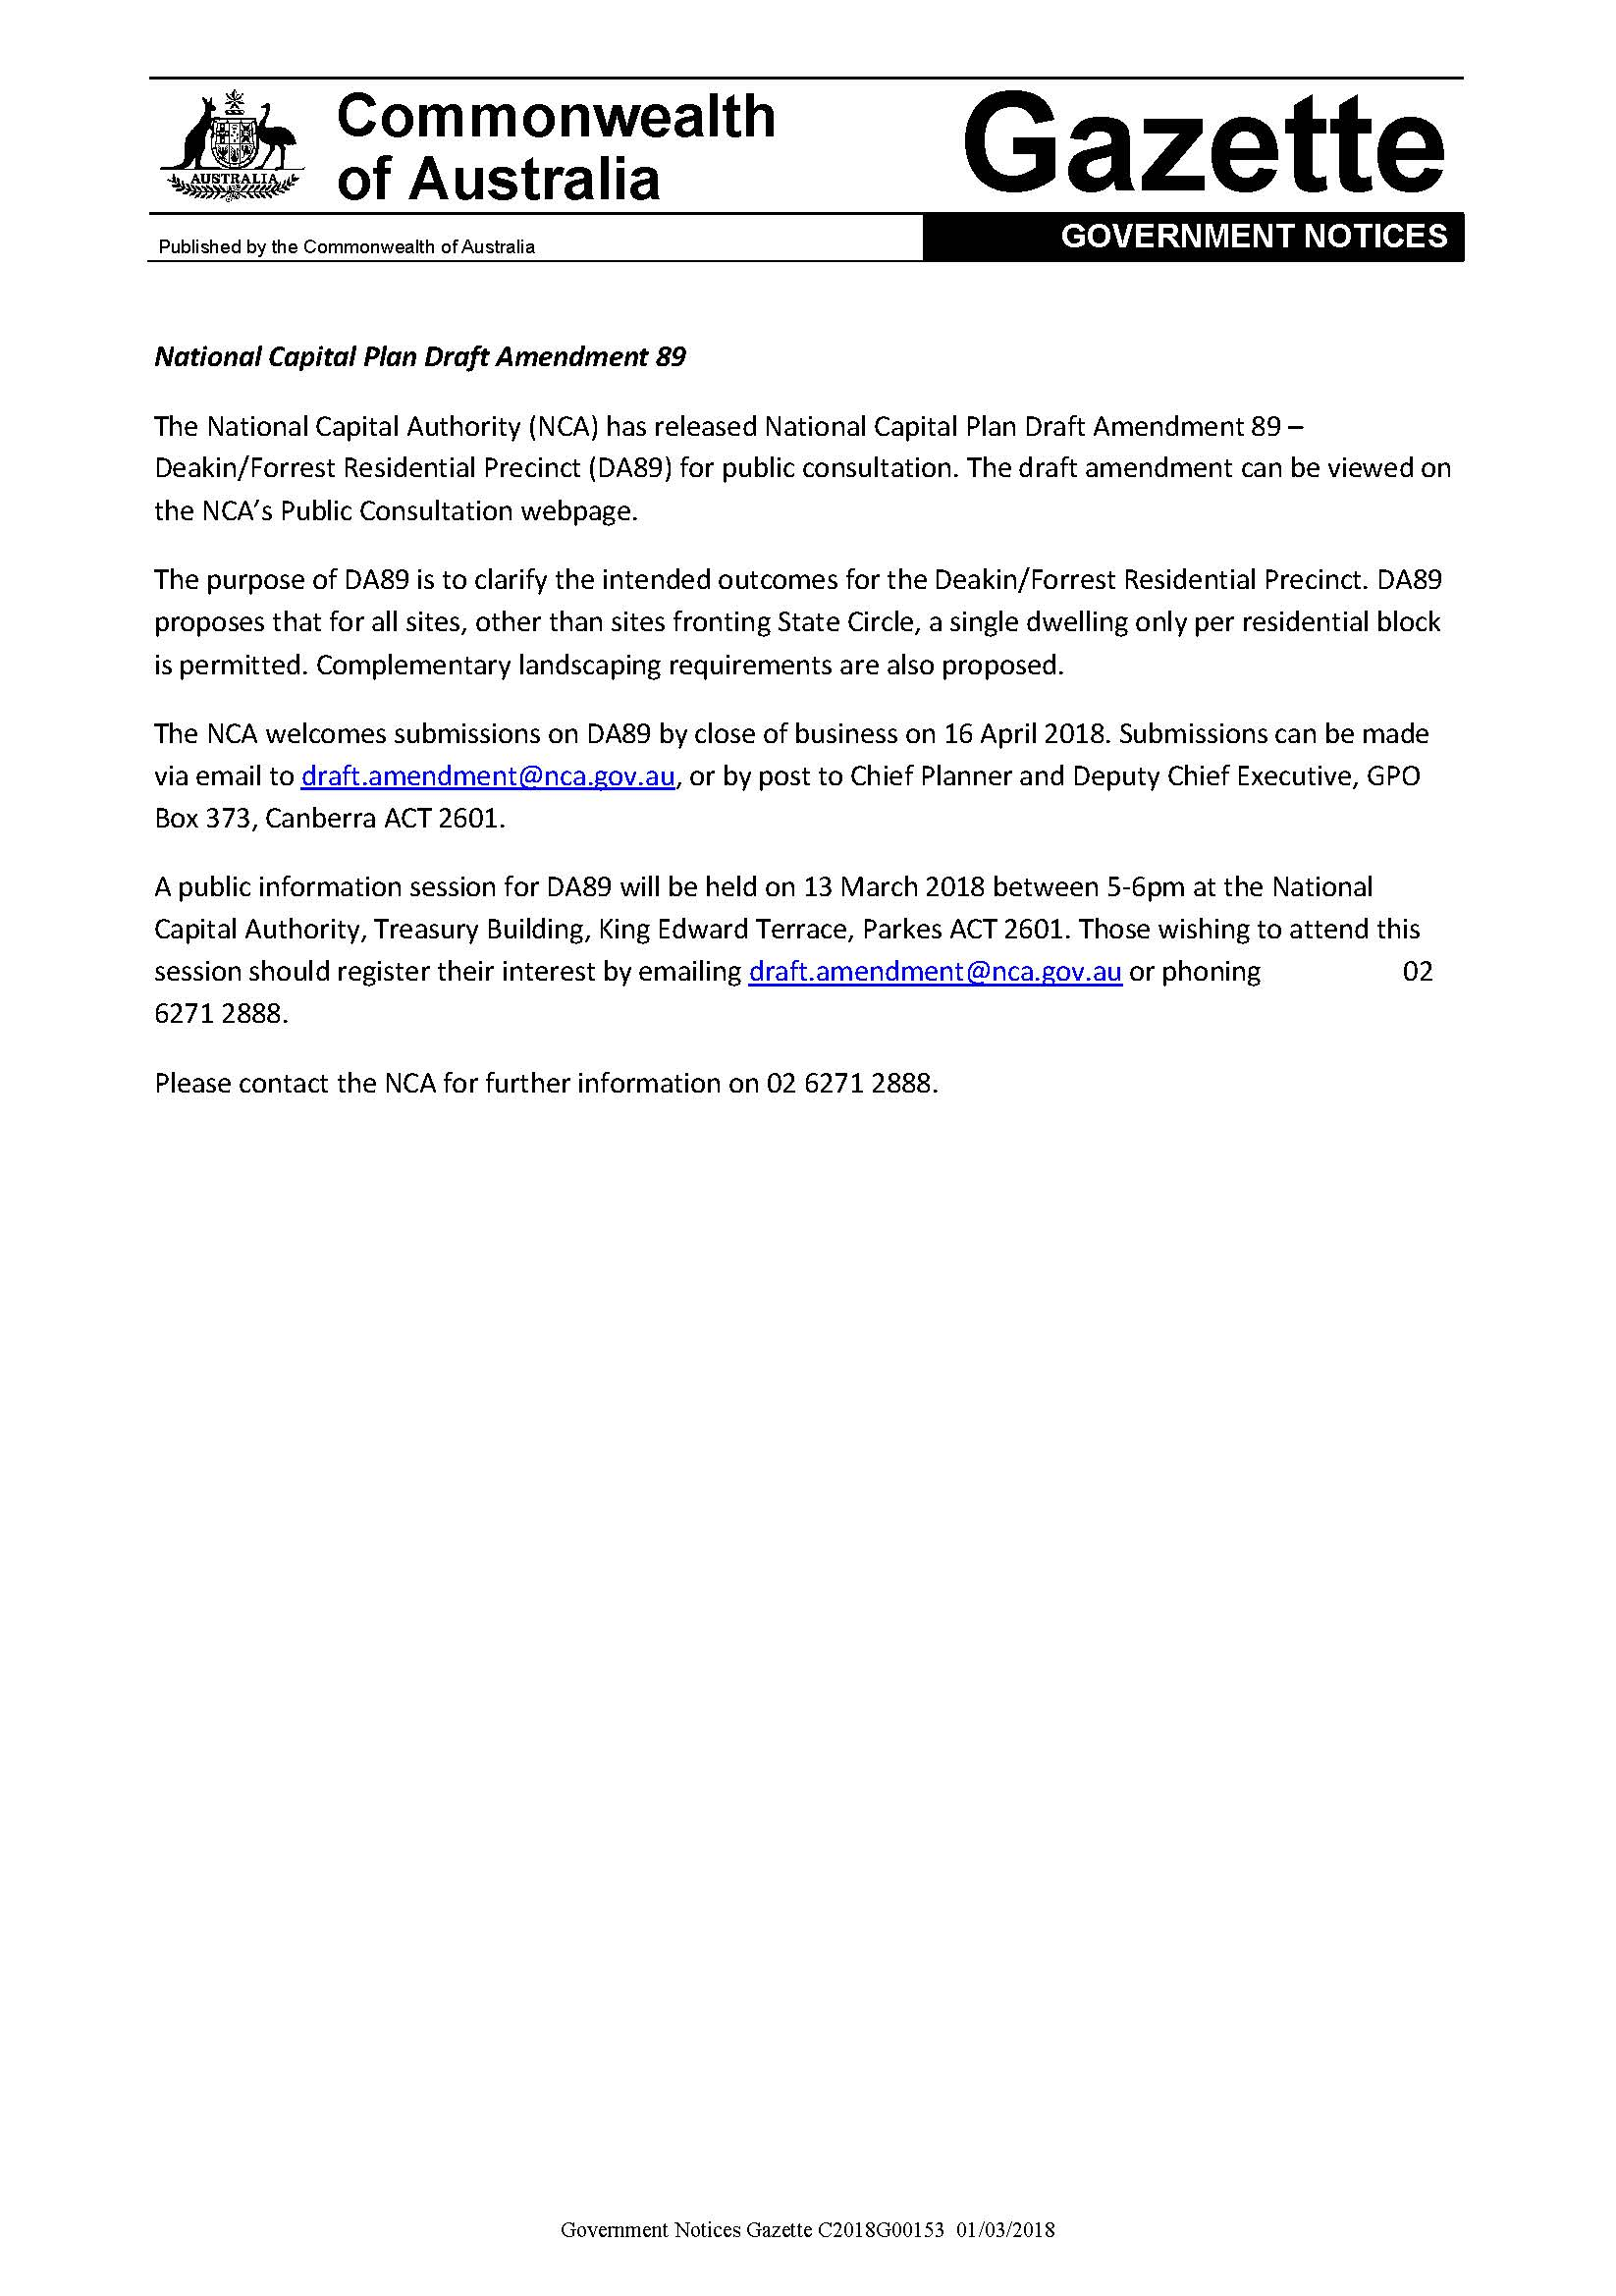 Commonwealth
of Australia
Gazette
AUSTRALIA
Published by the Commonwealth of Australia
GOVERNMENT NOTICES
National Capital Plan Draft Amendment 89
The National Capital Authority (NCA) has released National Capital Plan Draft Amendment 89 –
Deakin/Forrest Residential Precinct (DA89) for public consultation. The draft amendment can be viewed on
the NCA’s Public Consultation webpage.
The purpose of DA89 is to clarify the intended outcomes for the Deakin/Forrest Residential Precinct. DA89
proposes that for all sites, other than sites fronting State Circle, a single dwelling only per residential block
is permitted. Complementary landscaping requirements are also proposed.
The NCA welcomes submissions on DA89 by close of business on 16 April 2018. Submissions can be made
via email to draft.amendment@nca.gov.au, or by post to Chief Planner and Deputy Chief Executive, GPO
Box 373, Canberra ACT 2601.
A public information session for DA89 will be held on 13 March 2018 between 5-6pm at the National
Capital Authority, Treasury Building, King Edward Terrace, Parkes ACT 2601. Those wishing to attend this
session should register their interest by emailing draft.amendment@nca.gov.au or phoning 02
6271 2888.
Please contact the NCA for further information on 02 6271 2888.
Government Notices Gazette C2018G00153 01/03/2018